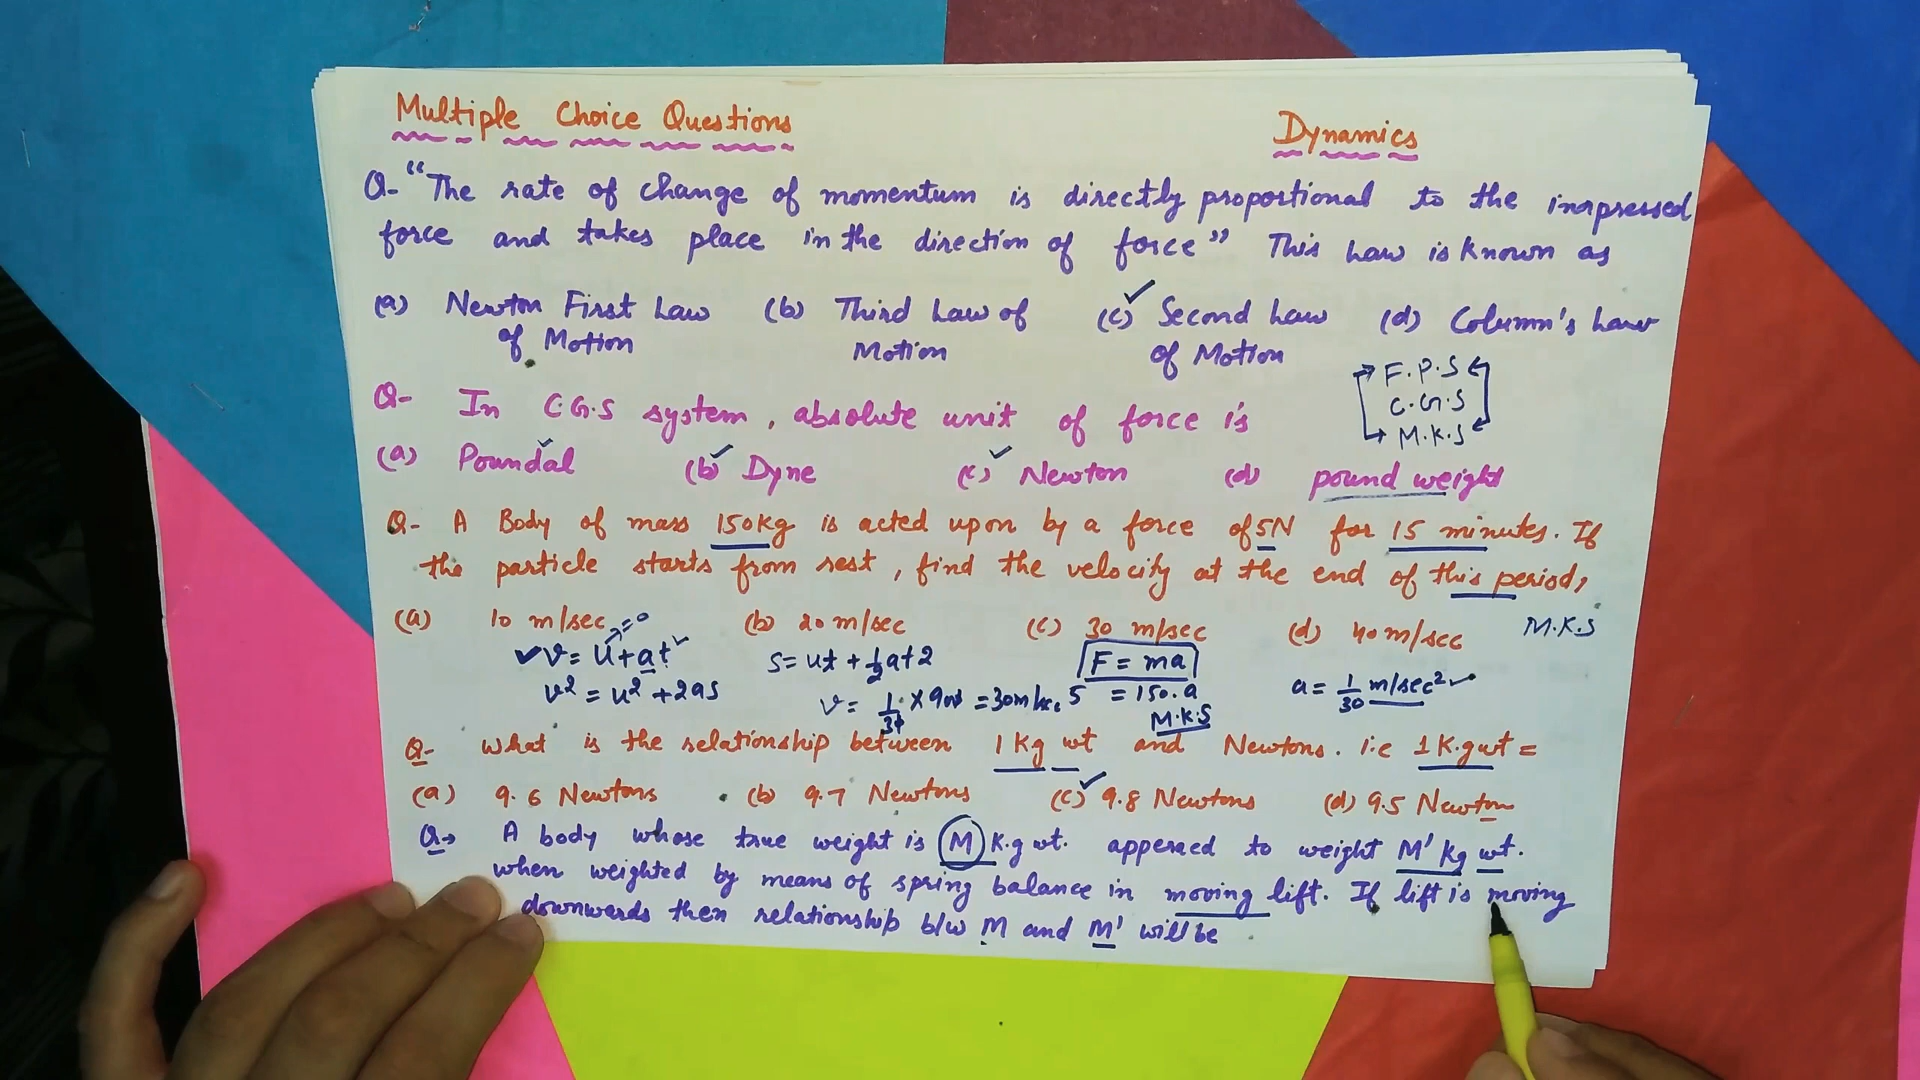 Multiple Choice Questions
Dynamics
Q- "The rate of change of momentum is directly proportional to the impressed
force and takes place in the direction of force" This Law is known as
(a) Newton First Law of Motion (b) Third Law of Motion (c) Second Law of Motion (d) Column's Law
F.P.S
C.G.S
M.K.S
Q- In C.G.S system, absolute unit of force is
(a) Poundal (b) Dyne (c) Newton (d) pound weight
Q- A Body of mass 150kg is acted upon by a force of 5N for 15 minutes. If
the particle starts from rest, find the velocity at the end of this period,
(a) 10 m/sec (b) 20 m/sec (c) 30 m/sec (d) 40 m/sec M.K.S
=0
v = u+at s = ut + 1/2 at2 F = ma a = 1/30 m/sec²
v² = u² + 2as v = 1/30 × 900 = 30m/sec 5 = 150.a
M.K.S
Q- What is the relationship between 1 Kg wt and Newtons. i.e 1 K.g wt =
(a) 9.6 Newtons (b) 9.7 Newtons (c) 9.8 Newtons (d) 9.5 Newton
Q→ A body whose true weight is M K.g wt. appeared to weight M' kg wt.
when weighted by means of spring balance in moving lift. If lift is moving
downwards then relationship b/w M and M' will be